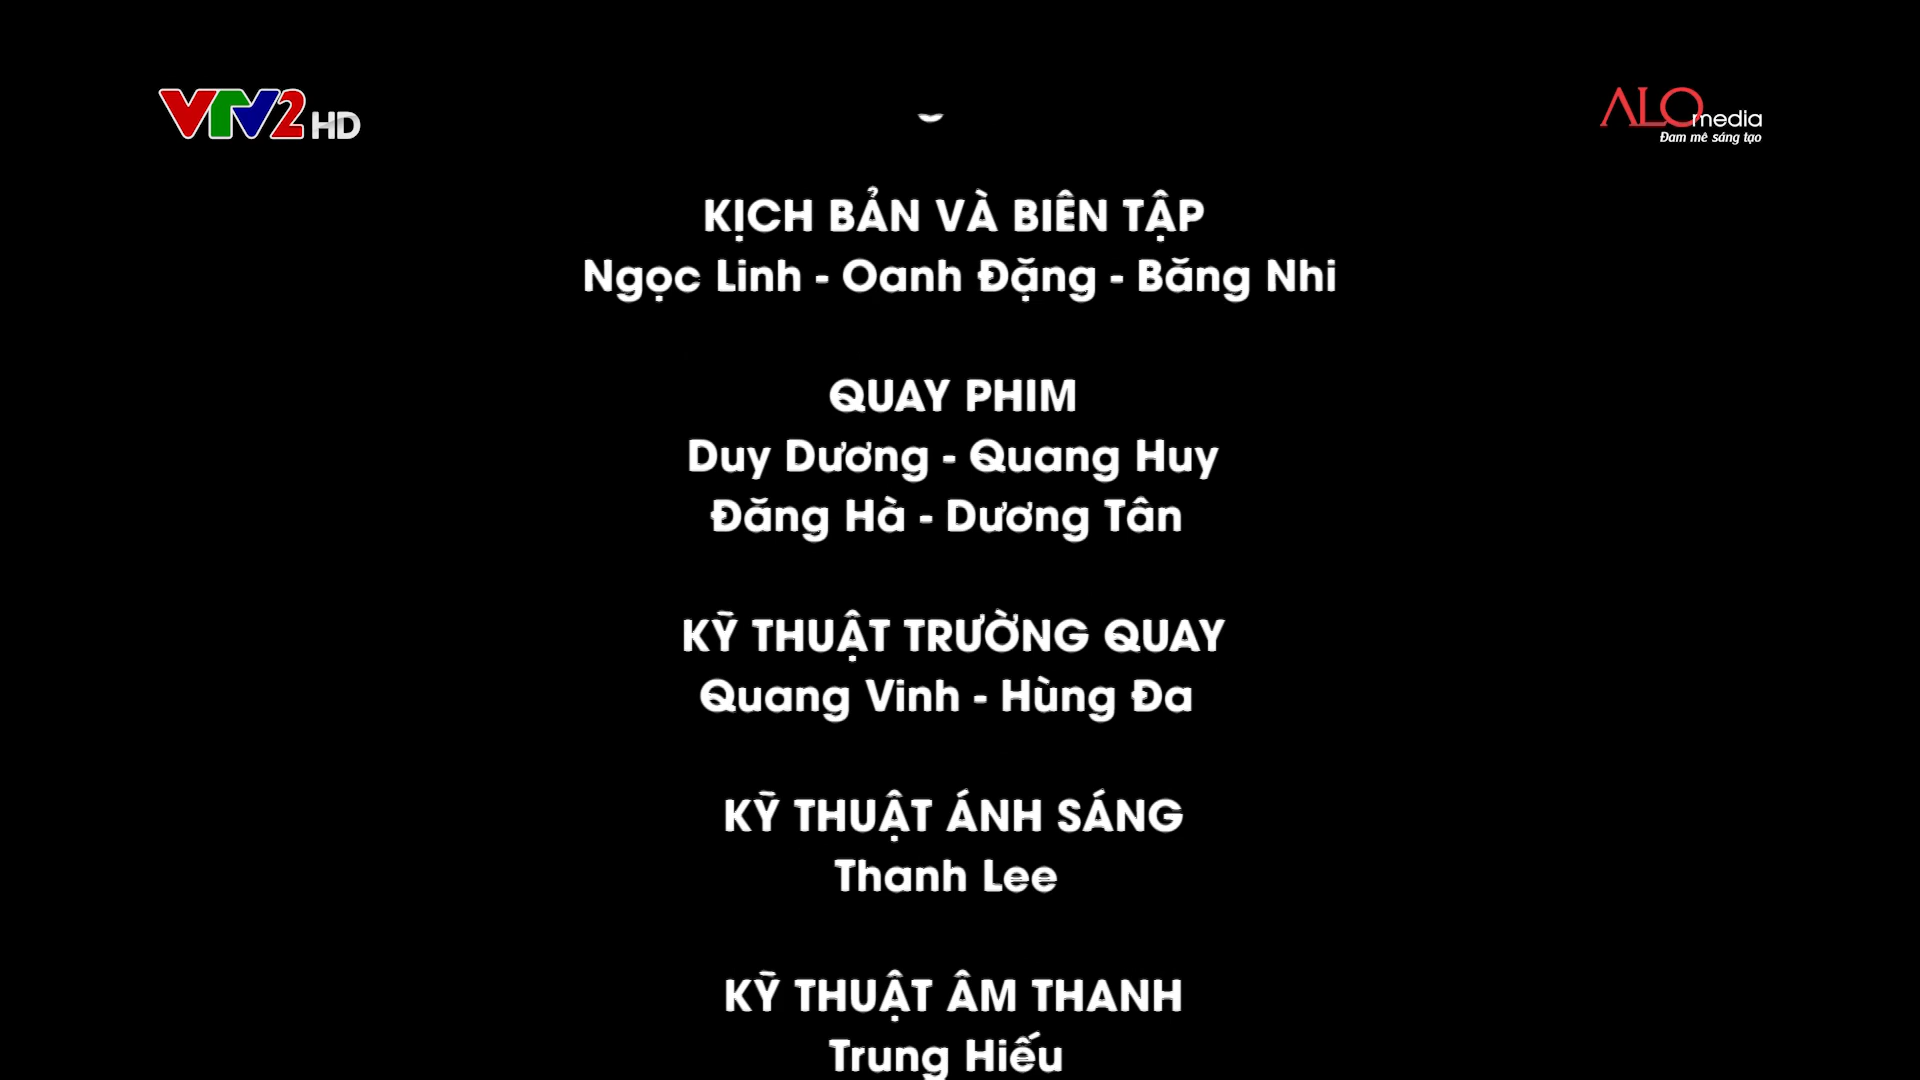 VTV2 HD
ALO media
Đam mê sáng tạo
KỊCH BẢN VÀ BIÊN TẬP
Ngọc Linh - Oanh Đặng - Băng Nhi
QUAY PHIM
Duy Dương - Quang Huy
Đăng Hà - Dương Tân
KỸ THUẬT TRƯỜNG QUAY
Quang Vinh - Hùng Đa
KỸ THUẬT ÁNH SÁNG
Thanh Lee
KỸ THUẬT ÂM THANH
Trung Hiếu